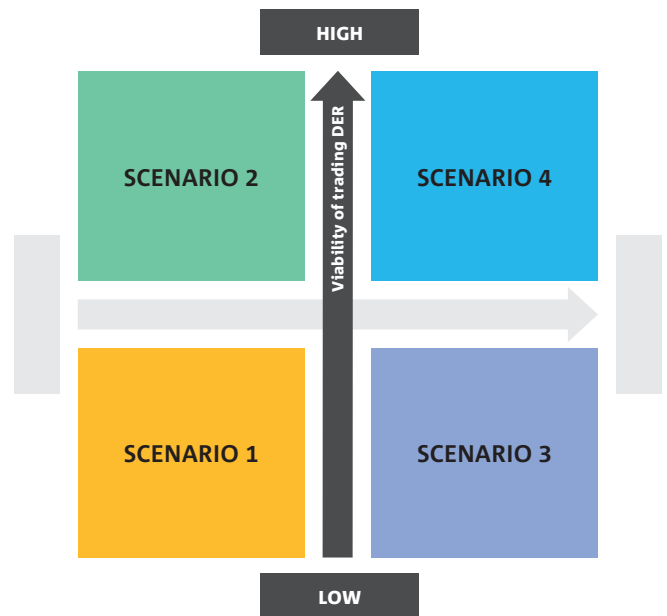 HIGH
SCENARIO 2
Viability of trading DER
SCENARIO 4
SCENARIO 1
SCENARIO 3
LOW